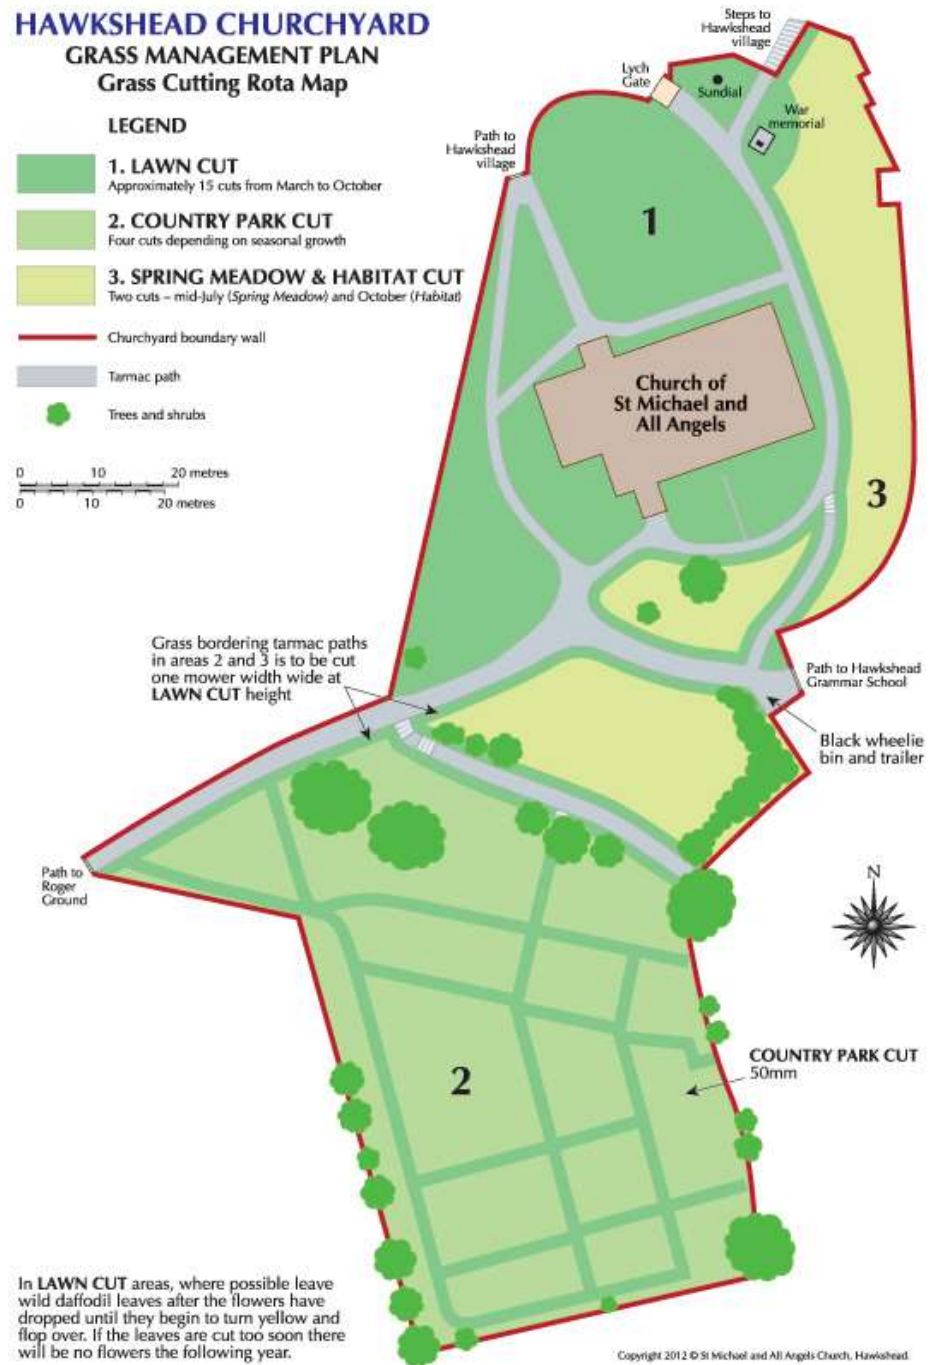 HAWKSHEAD CHURCHYARD
GRASS MANAGEMENT PLAN
Grass Cutting Rota Map
LEGEND
1. LAWN CUT
Approximately 15 cuts from March to October
2. COUNTRY PARK CUT
Four cuts depending on seasonal growth
3. SPRING MEADOW & HABITAT CUT
Two cuts – mid-July (Spring Meadow) and October (Habitat)
Churchyard boundary wall
Tarmac path
Trees and shrubs
0 10 20 metres
0 10 20 metres
Steps to
Hawkshead
village
Lych
Gate
Sundial
War
memorial
Path to
Hawkshead
village
1
Church of
St Michael and
All Angels
3
Grass bordering tarmac paths
in areas 2 and 3 is to be cut
one mower width wide at
LAWN CUT height
Path to Hawkshead
Grammar School
Black wheelie
bin and trailer
Path to
Roger
Ground
N
2
COUNTRY PARK CUT
50mm
In LAWN CUT areas, where possible leave
wild daffodil leaves after the flowers have
dropped until they begin to turn yellow and
flop over. If the leaves are cut too soon there
will be no flowers the following year.
Copyright 2012 © St Michael and All Angels Church, Hawkshead.